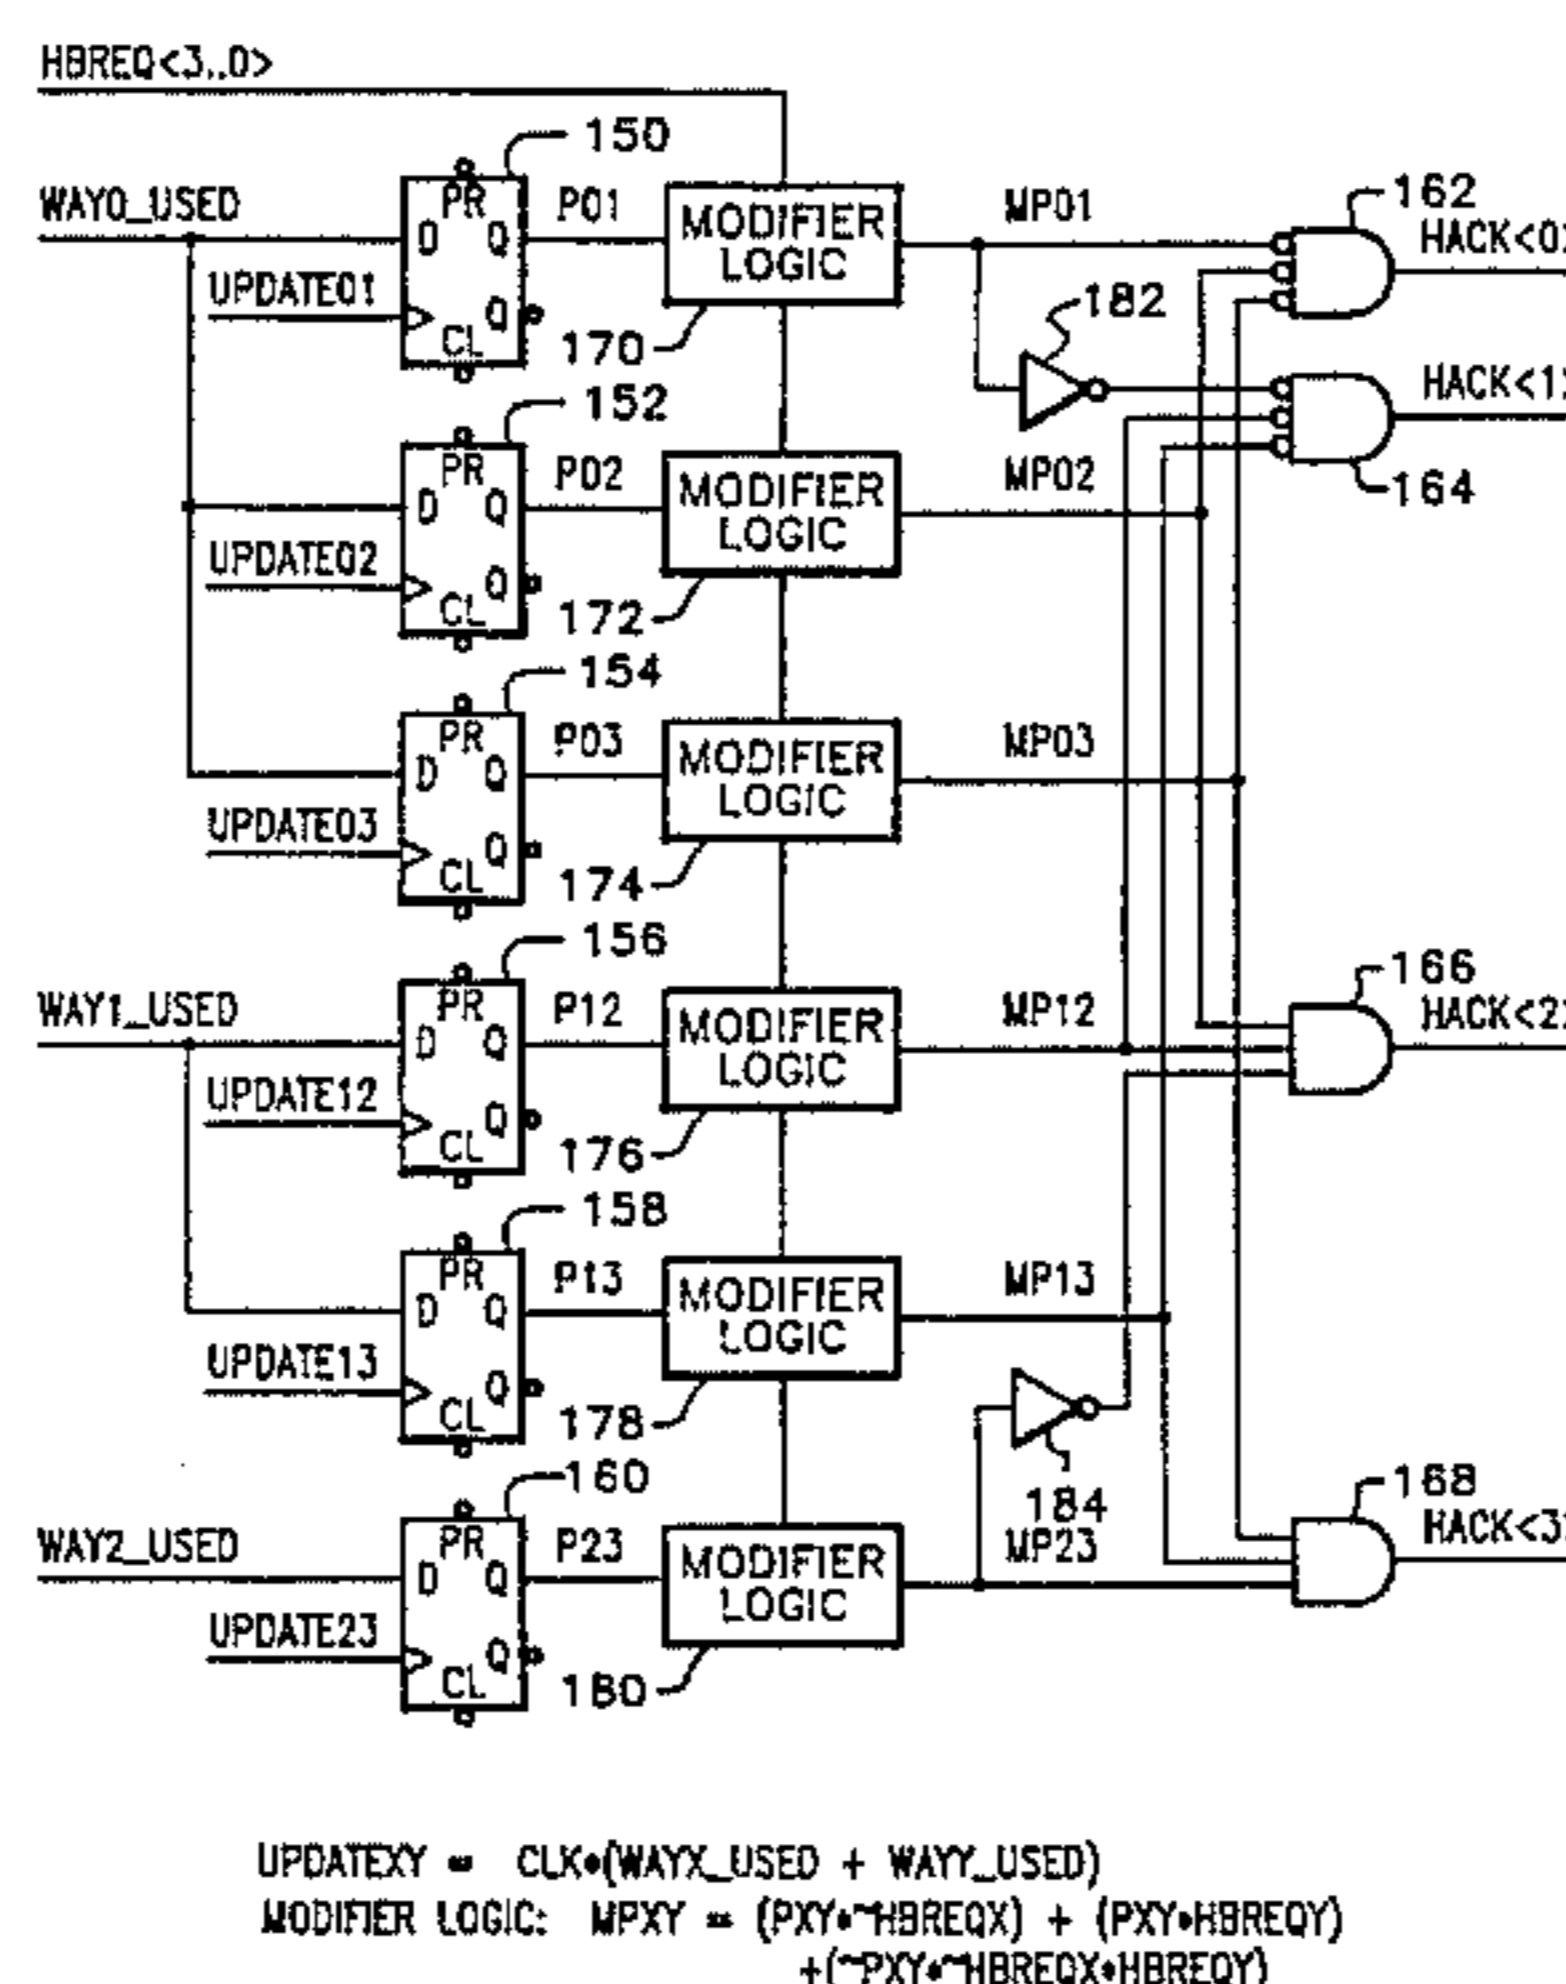 HBREQ<3..0>
150
WAY0_USED
PR
P01
D
Q
MODIFIER
LOGIC
MP01
162
HACK<0>
UPDATE01
Q
CL
170
182
152
HACK<1>
PR
P02
D
Q
MODIFIER
LOGIC
MP02
164
UPDATE02
Q
CL
172
154
PR
P03
D
Q
MODIFIER
LOGIC
MP03
UPDATE03
Q
CL
174
156
166
WAY1_USED
PR
P12
D
Q
MODIFIER
LOGIC
MP12
HACK<2>
UPDATE12
Q
CL
176
158
PR
P13
D
Q
MODIFIER
LOGIC
MP13
UPDATE13
Q
CL
178
160
184
168
WAY2_USED
PR
P23
D
Q
MODIFIER
LOGIC
MP23
HACK<3>
UPDATE23
Q
CL
180
UPDATEXY = CLK•(WAYX_USED + WAYY_USED)
MODIFIER LOGIC: MPXY = (PXY•~HBREQX) + (PXY•HBREQY)
+(~PXY•~HBREQX•HBREQY)